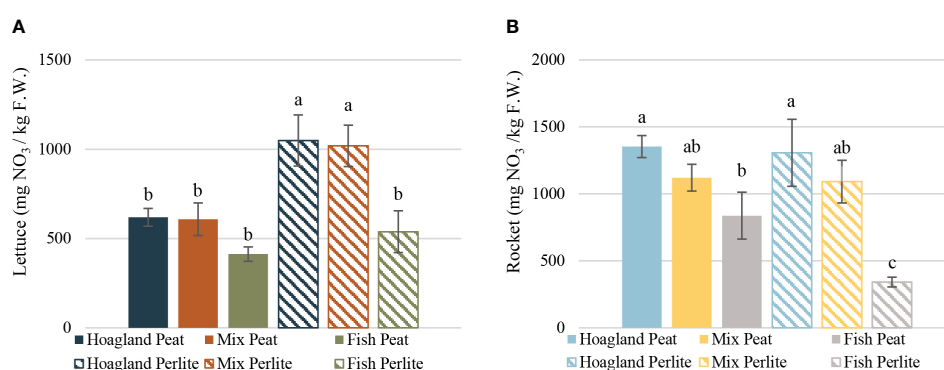 A
Lettuce (mg NO3 / kg F.W.)
1500
1000
500
0
b
b
b
a
a
b
Hoagland Peat Mix Peat Fish Peat
Hoagland Perlite Mix Perlite Fish Perlite
B
Rocket (mg NO3 /kg F.W.)
2000
1500
1000
500
0
a
ab
b
a
ab
c
Hoagland Peat Mix Peat Fish Peat
Hoagland Perlite Mix Perlite Fish Perlite